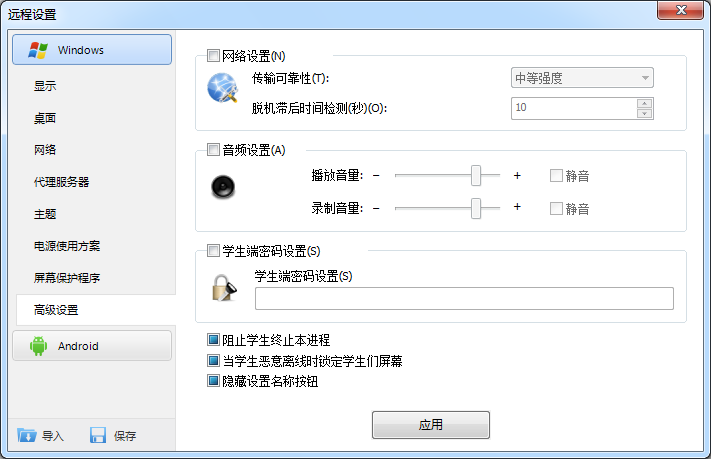 远程设置
Windows
显示
桌面
网络
代理服务器
主题
电源使用方案
屏幕保护程序
高级设置
Android
导入 保存
网络设置(N)
传输可靠性(T): 中等强度
脱机滞后时间检测(秒)(O): 10
音频设置(A)
播放音量: - + 静音
录制音量: - + 静音
学生端密码设置(S)
学生端密码设置(S)
阻止学生终止本进程
当学生恶意离线时锁定学生们屏幕
隐藏设置名称按钮
应用